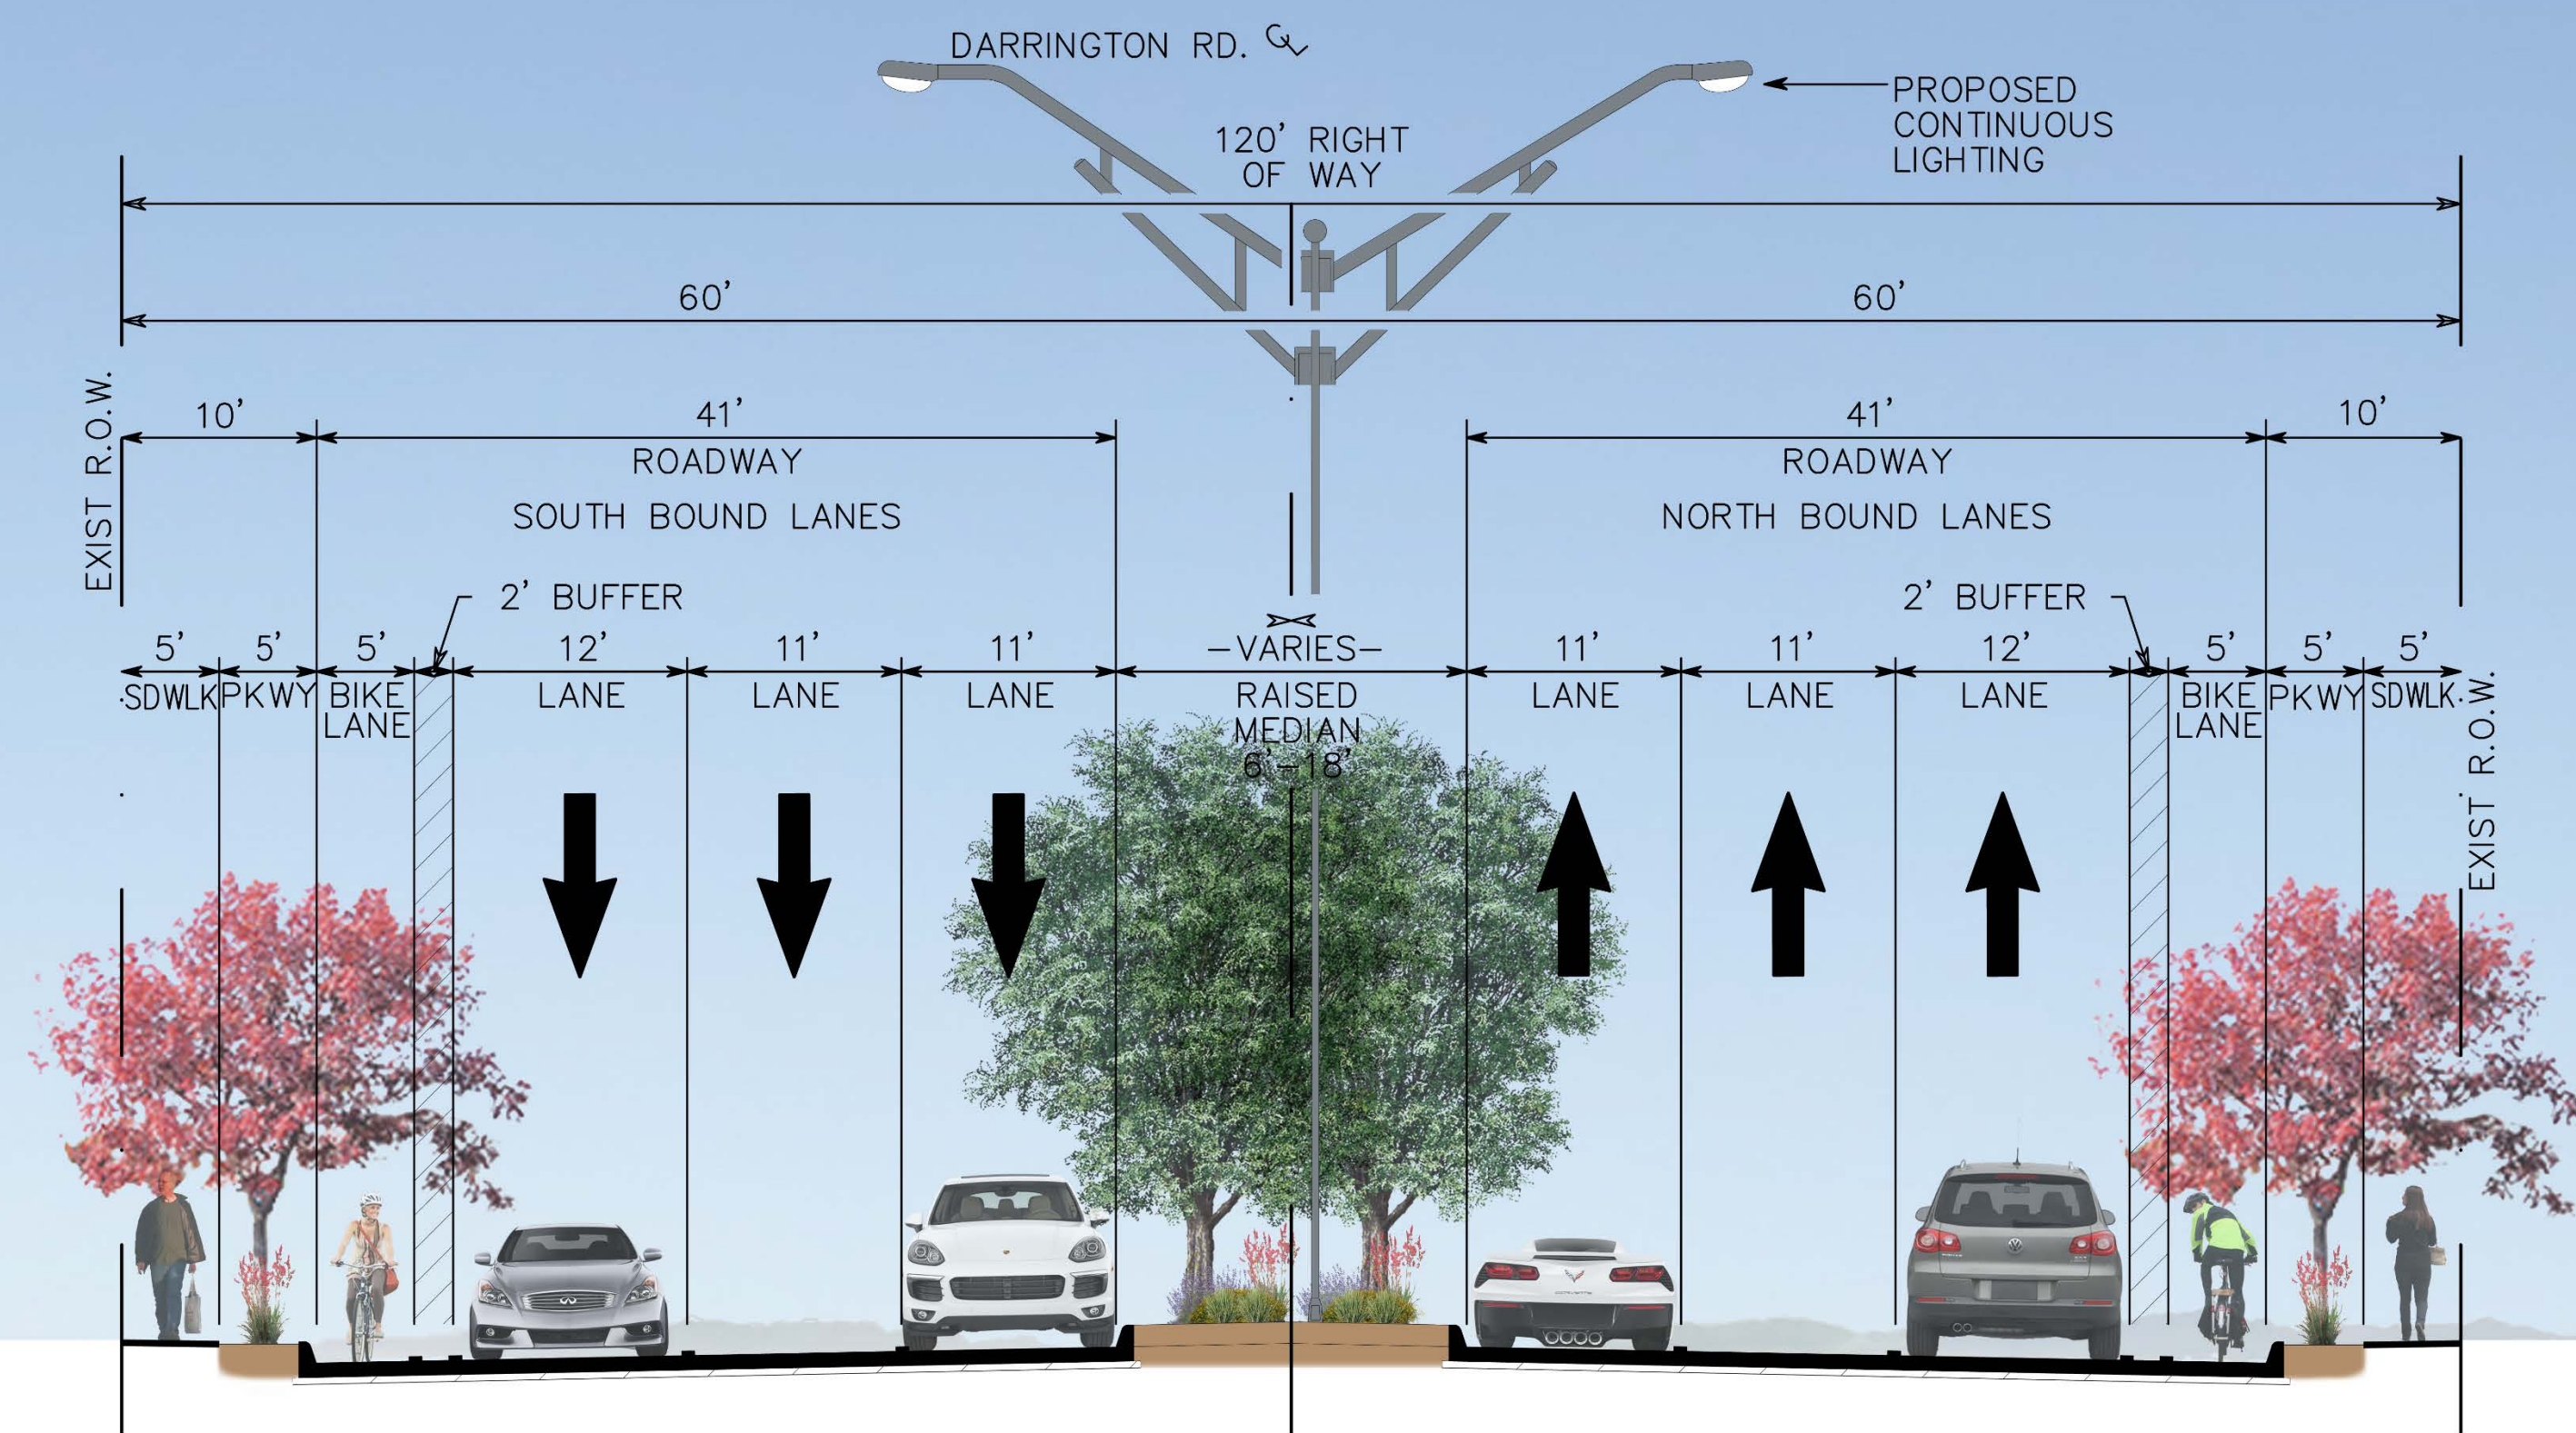 DARRINGTON RD. ℄
PROPOSED
CONTINUOUS
LIGHTING
120' RIGHT
OF WAY
60'
60'
EXIST R.O.W.
10'
41'
ROADWAY
SOUTH BOUND LANES
41'
ROADWAY
NORTH BOUND LANES
10'
2' BUFFER
2' BUFFER
5'
5'
5'
12'
11'
11'
-VARIES-
11'
11'
12'
5'
5'
5'
SDWLK
PKWY
BIKE
LANE
LANE
LANE
LANE
RAISED
MEDIAN
6'-18'
LANE
LANE
LANE
BIKE
LANE
PKWY
SDWLK
EXIST R.O.W.